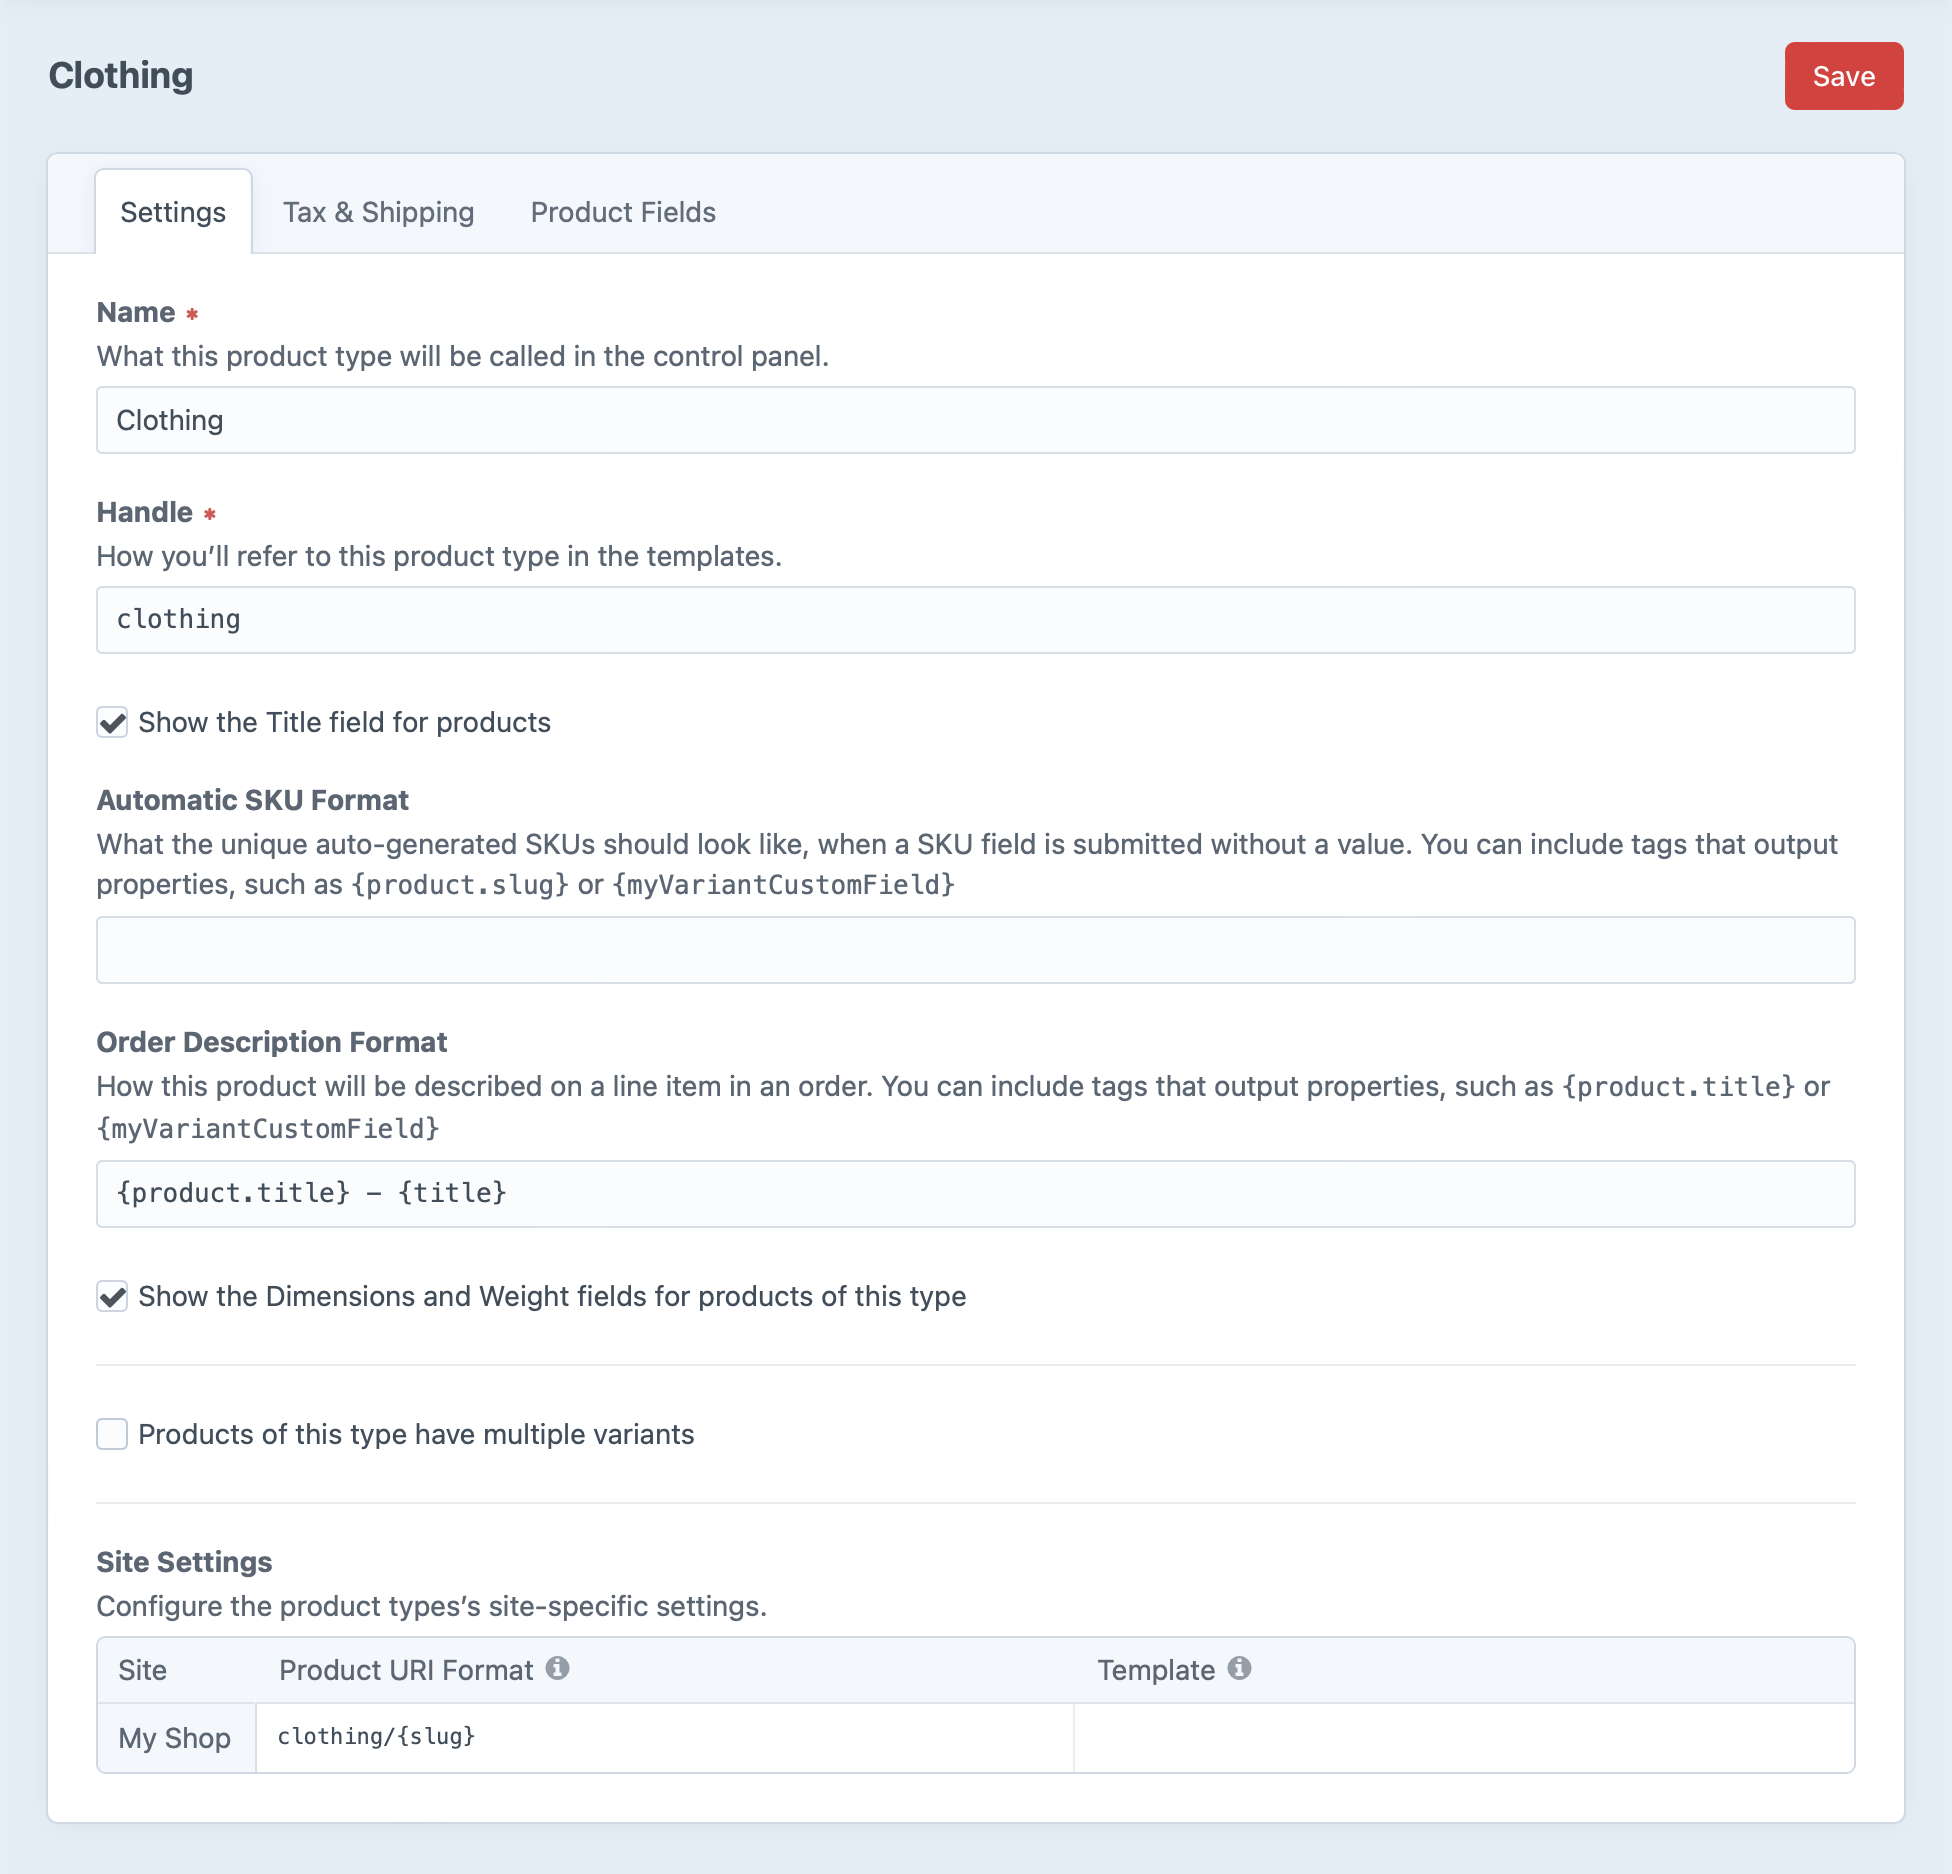 Clothing
Save
Settings
Tax & Shipping
Product Fields
Name *
What this product type will be called in the control panel.
Clothing
Handle *
How you’ll refer to this product type in the templates.
clothing
Show the Title field for products
Automatic SKU Format
What the unique auto-generated SKUs should look like, when a SKU field is submitted without a value. You can include tags that output
properties, such as {product.slug} or {myVariantCustomField}
Order Description Format
How this product will be described on a line item in an order. You can include tags that output properties, such as {product.title} or
{myVariantCustomField}
{product.title} – {title}
Show the Dimensions and Weight fields for products of this type
Products of this type have multiple variants
Site Settings
Configure the product types’s site-specific settings.
Site Product URI Format Template
My Shop clothing/{slug}